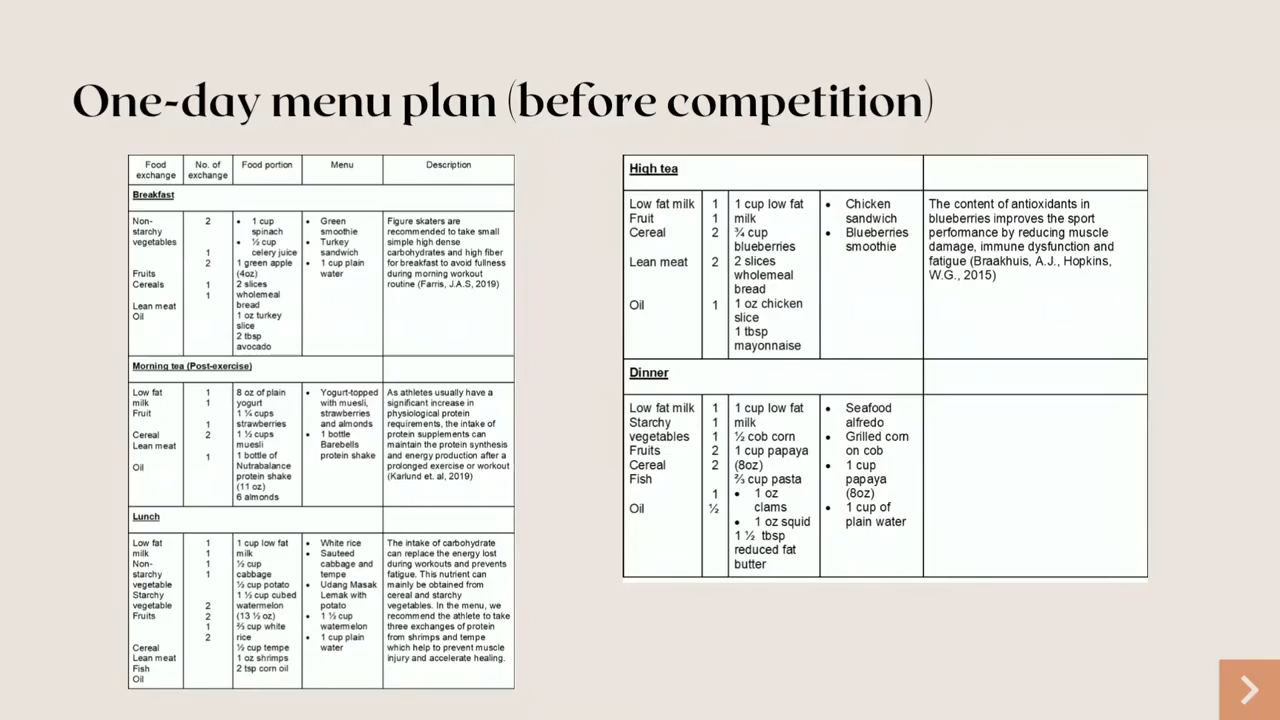 One-day menu plan (before competition)
Food exchange No. of exchange Food portion Menu Description
Breakfast
Non-starchy vegetables
Fruits
Cereals
Lean meat
Oil
2
1
2
1
1
• 1 cup spinach
• ½ cup celery juice
1 green apple (4oz)
2 slices wholemeal bread
1 oz turkey slice
2 tbsp avocado
• Green smoothie
• Turkey sandwich
• 1 cup plain water
Figure skaters are
recommended to take small
simple high dense
carbohydrates and high fiber
for breakfast to avoid fullness
during morning workout
routine (Farris, J.A.S, 2019)
Morning tea (Post-exercise)
Low fat milk
Fruit
Cereal
Lean meat
Oil
1
1
1
2
1
8 oz of plain yogurt
1 ¼ cups strawberries
1 ½ cups muesli
1 bottle of Nutrabalance protein shake (11 oz)
6 almonds
• Yogurt-topped with muesli, strawberries and almonds
• 1 bottle Barebells protein shake
As athletes usually have a
significant increase in
physiological protein
requirements, the intake of
protein supplements can
maintain the protein synthesis
and energy production after a
prolonged exercise or workout
(Karlund et. al, 2019)
Lunch
Low fat milk
Non-starchy vegetable
Starchy vegetable
Fruits
Cereal
Lean meat
Fish
Oil
1
1
1
1
2
2
1
2
1 cup low fat milk
½ cup cabbage
½ cup potato
1 ½ cup cubed watermelon (13 ½ oz)
⅔ cup white rice
½ cup tempe
1 oz shrimps
2 tsp corn oil
• White rice
• Sauteed cabbage and tempe
• Udang Masak Lemak with potato
• 1 ½ cup watermelon
• 1 cup plain water
The intake of carbohydrate
can replace the energy lost
during workouts and prevents
fatigue. This nutrient can
mainly be obtained from
cereal and starchy
vegetables. In the menu, we
recommend the athlete to take
three exchanges of protein
from shrimps and tempe
which help to prevent muscle
injury and accelerate healing.
High tea
Low fat milk
Fruit
Cereal
Lean meat
Oil
1
1
2
2
1
1 cup low fat milk
¾ cup blueberries
2 slices wholemeal bread
1 oz chicken slice
1 tbsp mayonnaise
• Chicken sandwich
• Blueberries smoothie
The content of antioxidants in
blueberries improves the sport
performance by reducing muscle
damage, immune dysfunction and
fatigue (Braakhuis, A.J., Hopkins,
W.G., 2015)
Dinner
Low fat milk
Starchy vegetables
Fruits
Cereal
Fish
Oil
1
1
1
2
2
1
½
1 cup low fat milk
½ cob corn
1 cup papaya (8oz)
⅔ cup pasta
• 1 oz clams
• 1 oz squid
1 ½ tbsp reduced fat butter
• Seafood alfredo
• Grilled corn on cob
• 1 cup papaya (8oz)
• 1 cup of plain water